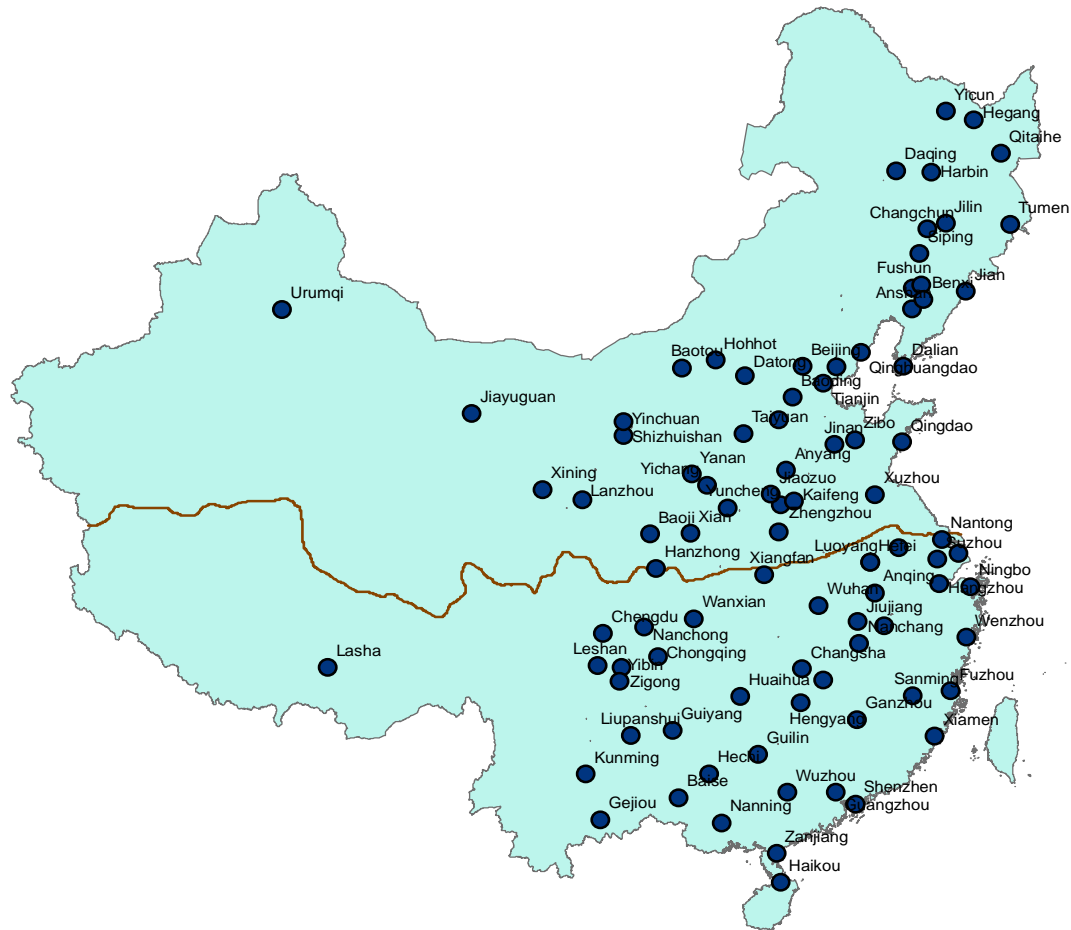 Yicun
Hegang
Qitaihe
Daqing
Harbin
Jilin
Tumen
Changchun
Siping
Fushun
Benxi
Jian
Anshan
Urumqi
Hohhot
Beijing
Baotou
Datong
Dalian
Qinghuangdao
Baoding
Tianjin
Jiayuguan
Yinchuan
Taiyuan
Zibo
Qingdao
Jinan
Shizhuishan
Yanan
Anyang
Yichang
Xining
Jiaozuo
Lanzhou
Yuncheng
Kaifeng
Xuzhou
Zhengzhou
Baoji
Xian
Nantong
Suzhou
Luoyang
Hefei
Hanzhong
Xiangfan
Ningbo
Anqing
Hangzhou
Wuhan
Wanxian
Jiujiang
Chengdu
Nanchong
Nanchang
Wenzhou
Leshan
Chongqing
Lasha
Yibin
Changsha
Zigong
Huaihua
Sanming
Fuzhou
Ganzhou
Liupanshui
Guiyang
Hengyang
Xiamen
Guilin
Kunming
Hechi
Baise
Wuzhou
Shenzhen
Gejiou
Nanning
Guangzhou
Zanjiang
Haikou